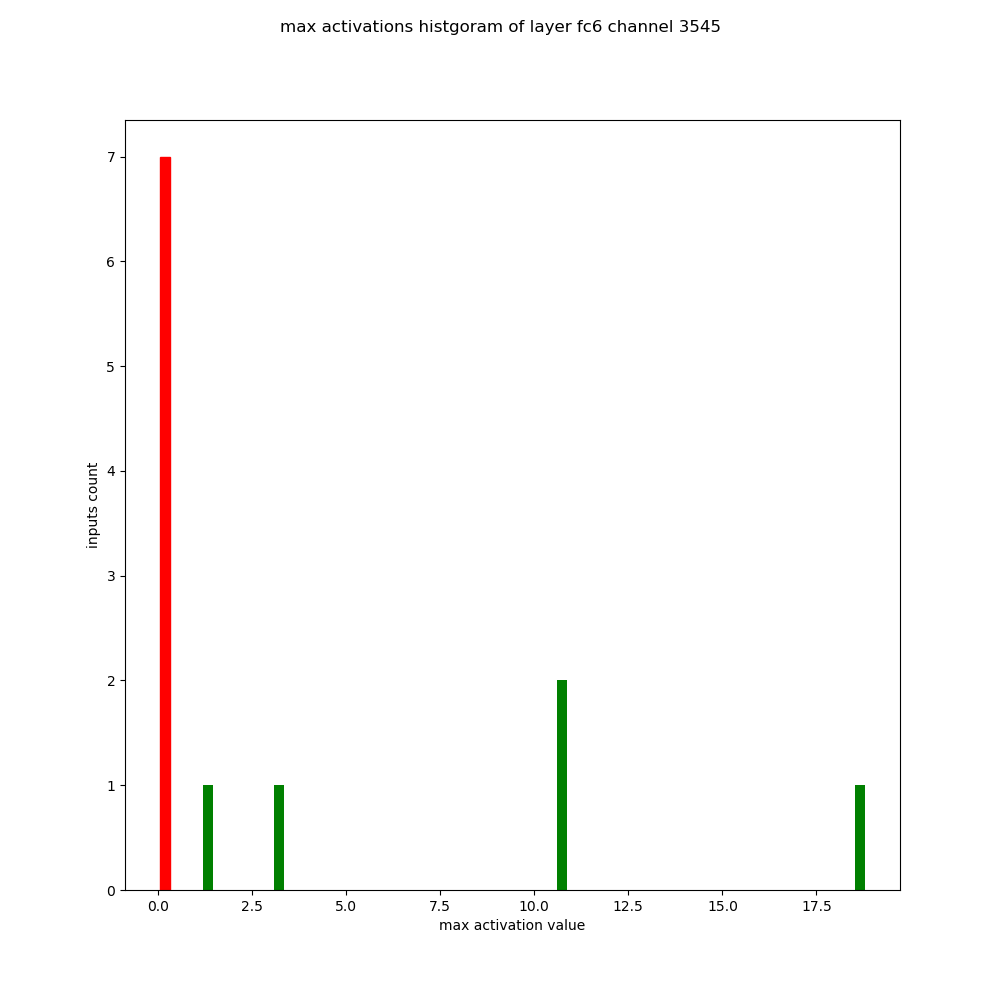 max activations histgoram of layer fc6 channel 3545
7
6
5
4
3
2
1
0
inputs count
0.0 2.5 5.0 7.5 10.0 12.5 15.0 17.5
max activation value